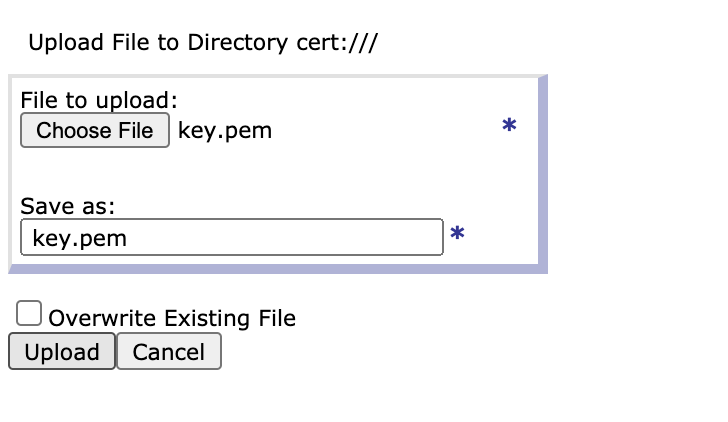 Upload File to Directory cert:///
File to upload:
Choose File key.pem *
Save as:
key.pem *
Overwrite Existing File
Upload Cancel